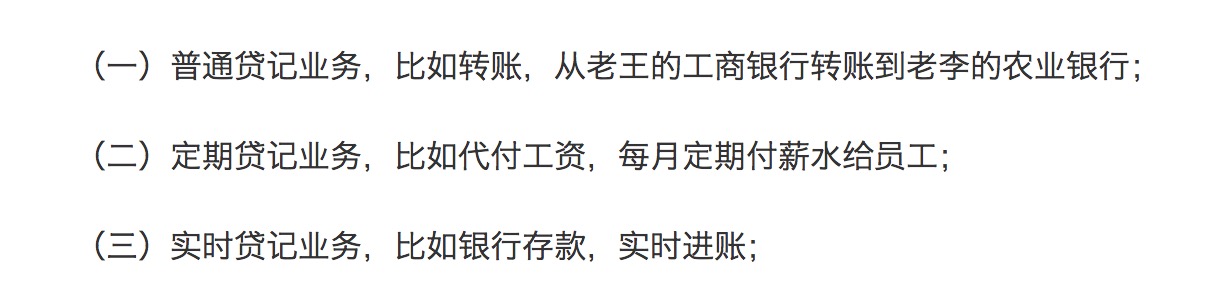 （一）普通贷记业务，比如转账，从老王的工商银行转账到老李的农业银行；
（二）定期贷记业务，比如代付工资，每月定期付薪水给员工；
（三）实时贷记业务，比如银行存款，实时进账；